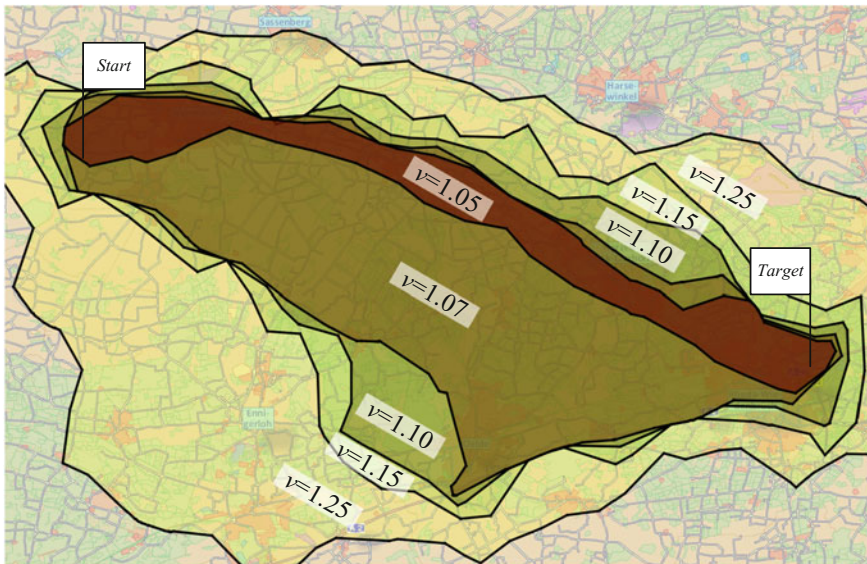 Sassenberg
Start
Harse-
winkel
v=1.05
v=1.25
v=1.15
v=1.10
Target
v=1.07
Enni-
gerloh
v=1.10
v=1.15
v=1.25